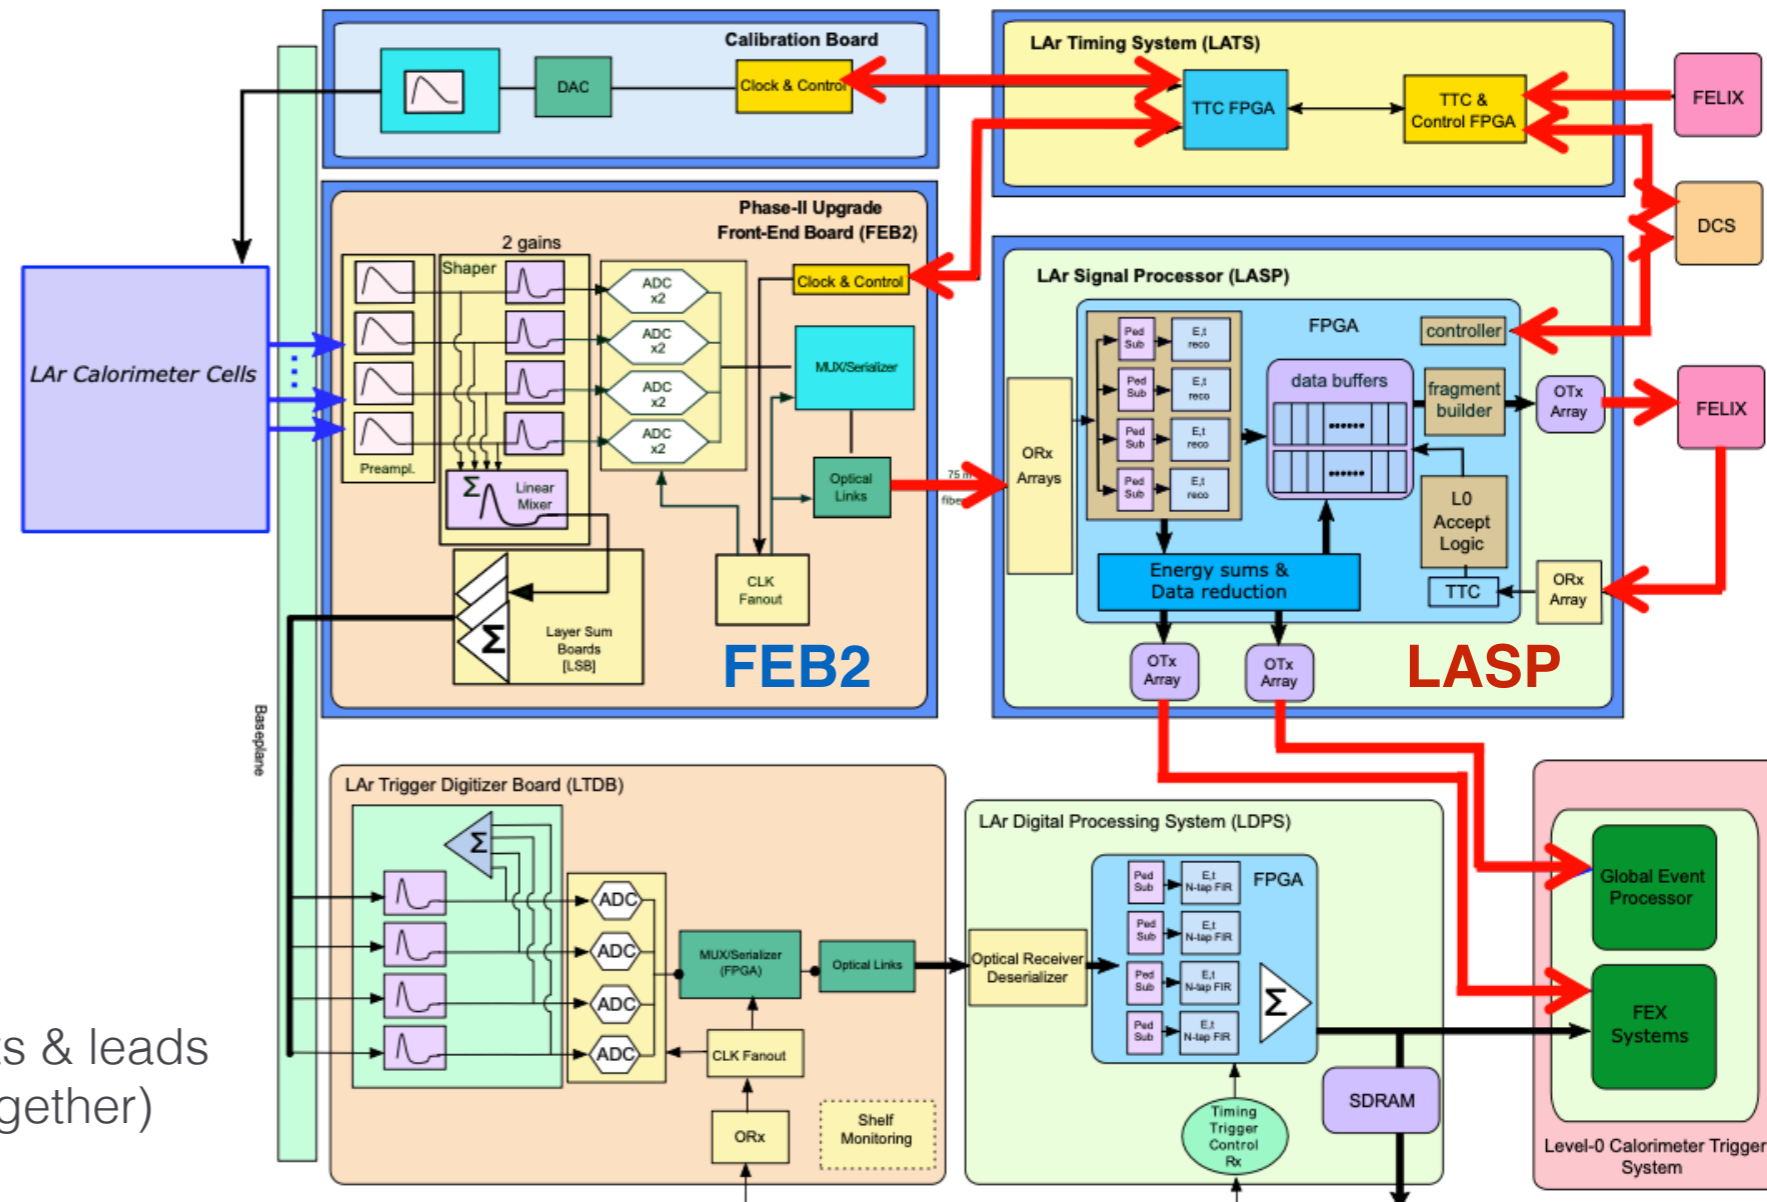 Calibration Board
DAC
Clock & Control
LAr Timing System (LATS)
TTC FPGA
TTC &
Control FPGA
FELIX
DCS
Phase-II Upgrade
Front-End Board (FEB2)
2 gains
Shaper
ADC
x2
ADC
x2
ADC
x2
ADC
x2
Clock & Control
MUX/Serializer
Preampl.
Σ
Linear
Mixer
Optical
Links
CLK
Fanout
Σ
Layer Sum
Boards
[LSB]
FEB2
LAr Calorimeter Cells
Baseplane
75 m
LAr Signal Processor (LASP)
FPGA
controller
Ped
Sub
E,t
reco
Ped
Sub
E,t
reco
Ped
Sub
E,t
reco
Ped
Sub
E,t
reco
data buffers
fragment
builder
OTx
Array
FELIX
ORx
Arrays
L0
Accept
Logic
TTC
ORx
Array
Energy sums &
Data reduction
OTx
Array
OTx
Array
LASP
LAr Trigger Digitizer Board (LTDB)
Σ
ADC
ADC
ADC
ADC
MUX/Serializer
(FPGA)
Optical Links
CLK Fanout
ORx
Shelf
Monitoring
LAr Digital Processing System (LDPS)
Optical Receiver
Deserializer
Ped
Sub
E,t
N-tap FIR
Ped
Sub
E,t
N-tap FIR
Ped
Sub
E,t
N-tap FIR
Ped
Sub
E,t
N-tap FIR
FPGA
Σ
Timing
Trigger
Control
Rx
SDRAM
Global Event
Processor
FEX
Systems
Level-0 Calorimeter Trigger
System
& leads